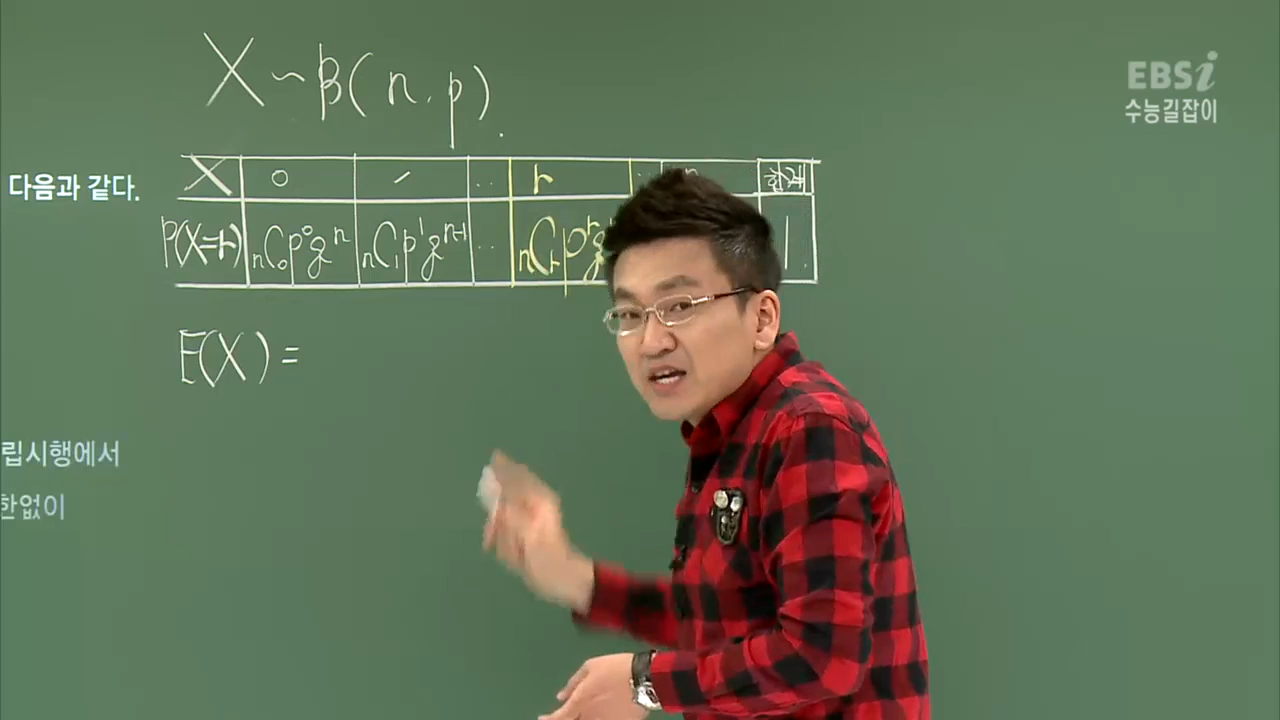 X ~ B(n, p).
EBSi
수능길잡이
다음과 같다.
X 0 1 ... r ... n 합계
P(X=r) nC0p⁰qⁿ nC1p¹qⁿ⁻¹ ... nCrpʳq 1
E(X) =
립시행에서
한없이